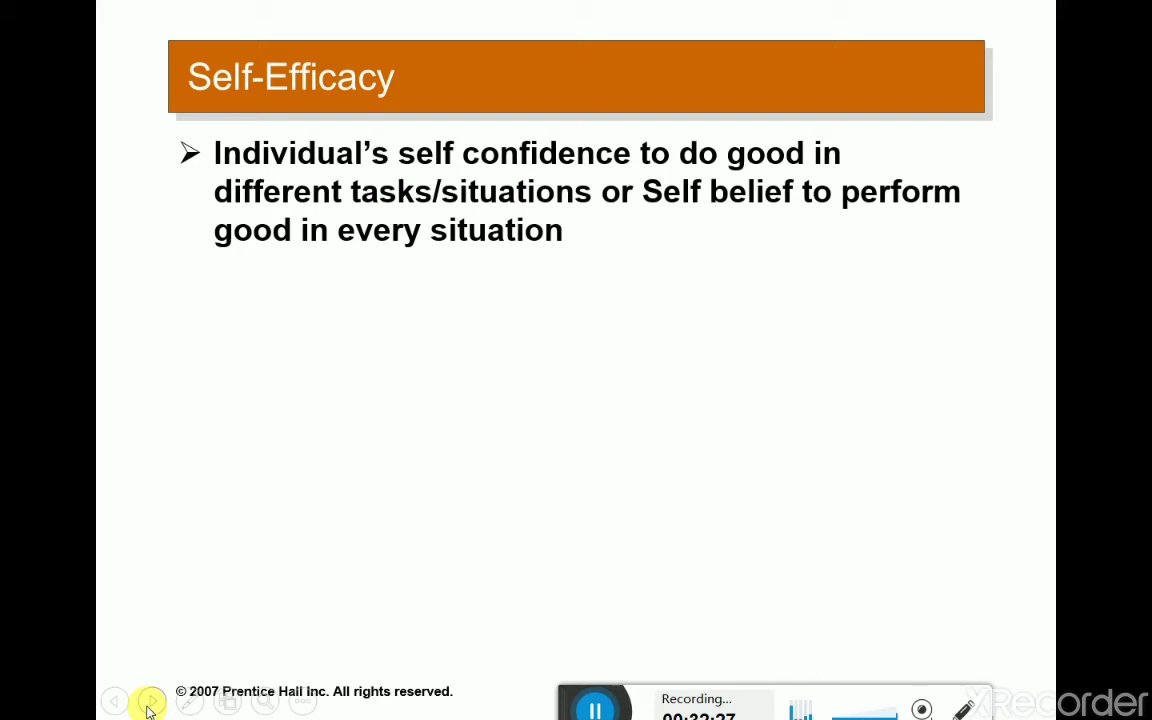 Self-Efficacy
➢ Individual’s self confidence to do good in
different tasks/situations or Self belief to perform
good in every situation
© 2007 Prentice Hall Inc. All rights reserved.
Recording...
00:32:27
XRecorder